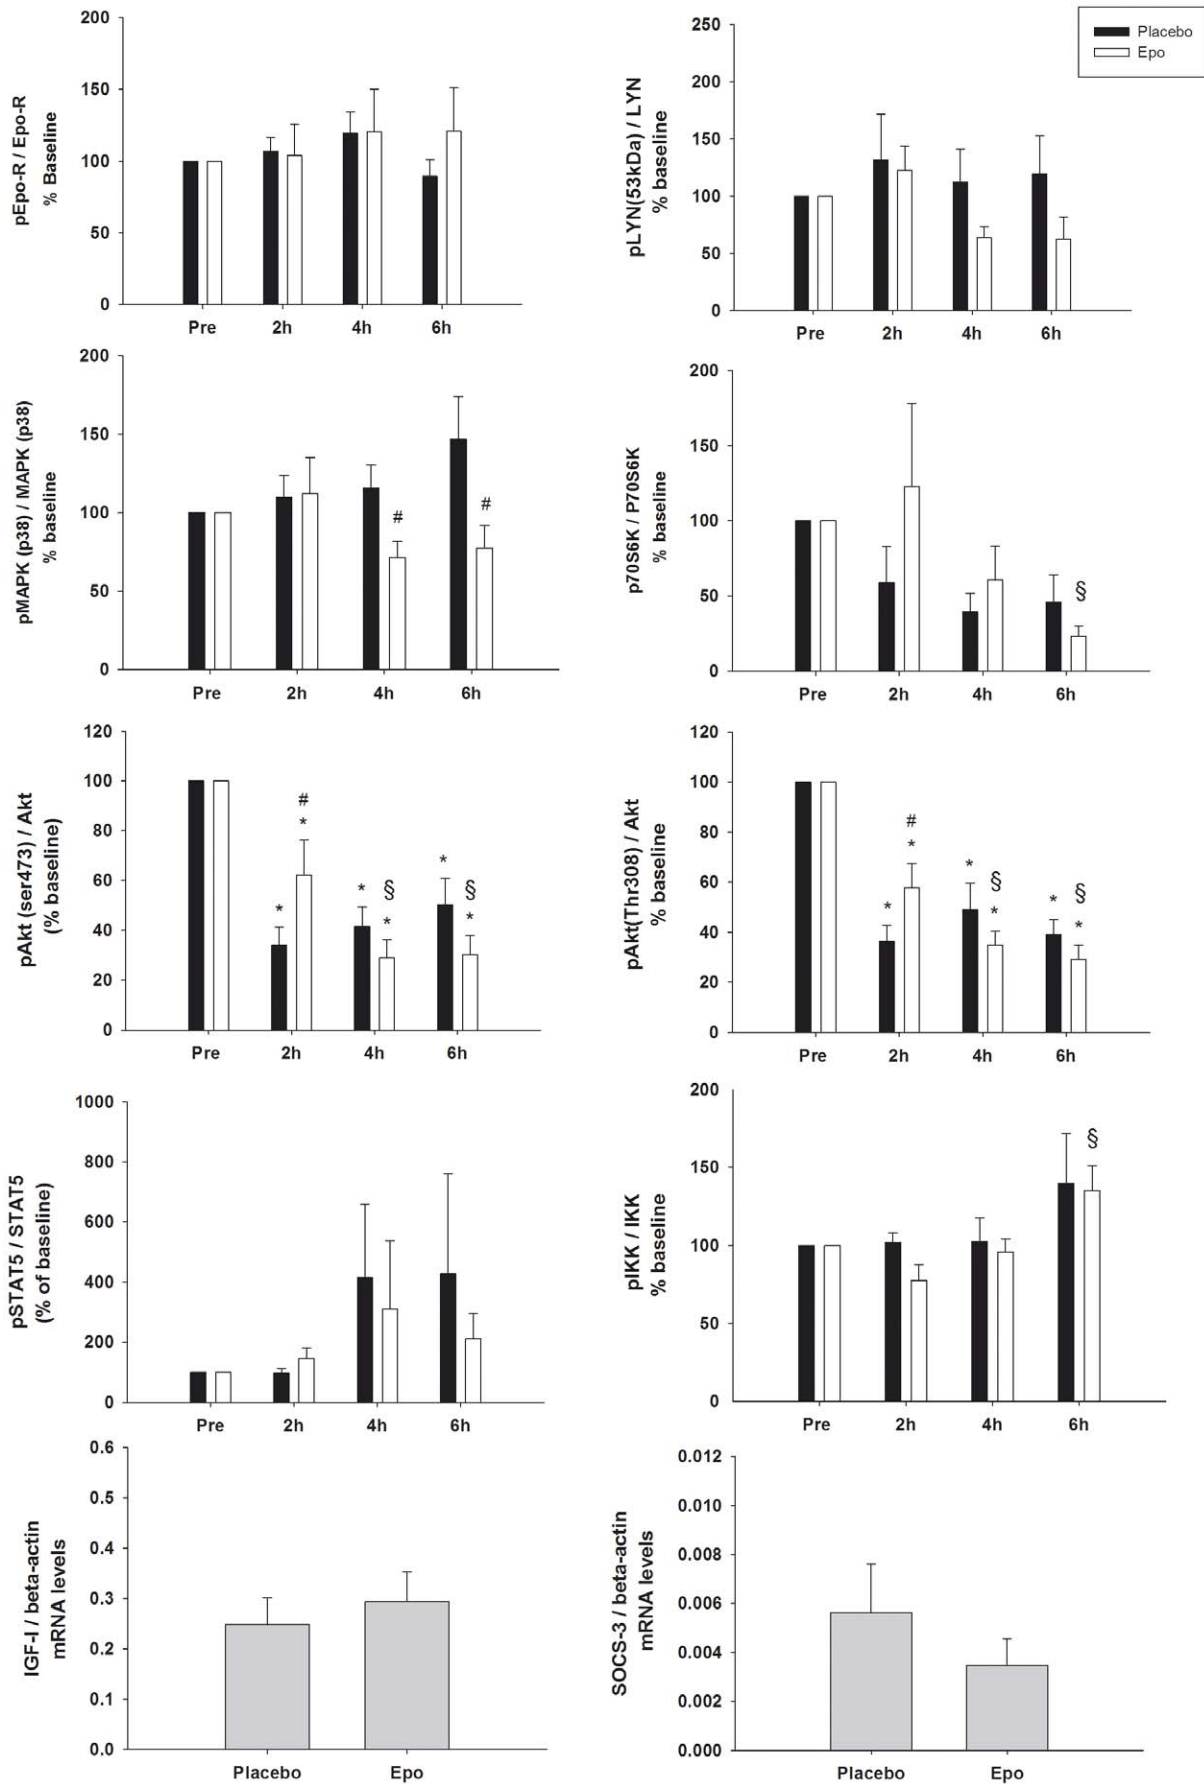 Placebo
Epo
pEpo-R / Epo-R
% Baseline
200
150
100
50
0
Pre 2h 4h 6h
pLYN(53kDa) / LYN
% baseline
250
200
150
100
50
0
Pre 2h 4h 6h
pMAPK (p38) / MAPK (p38)
% baseline
200
150
100
50
0
# #
Pre 2h 4h 6h
p70S6K / P70S6K
% baseline
200
150
100
50
0
§
Pre 2h 4h 6h
pAkt (ser473) / Akt
(% baseline)
120
100
80
60
40
20
0
* # * * § * * § *
Pre 2h 4h 6h
pAkt(Thr308) / Akt
% baseline
120
100
80
60
40
20
0
* # * * § * * § *
Pre 2h 4h 6h
pSTAT5 / STAT5
(% of baseline)
1000
800
600
400
200
0
Pre 2h 4h 6h
pIKK / IKK
% baseline
200
150
100
50
0
§
Pre 2h 4h 6h
IGF-I / beta-actin
mRNA levels
0.6
0.5
0.4
0.3
0.2
0.1
0.0
Placebo Epo
SOCS-3 / beta-actin
mRNA levels
0.012
0.010
0.008
0.006
0.004
0.002
0.000
Placebo Epo